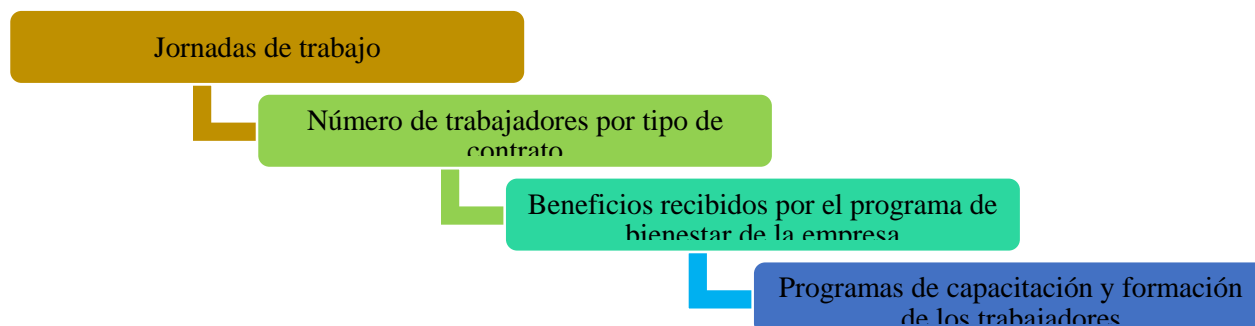 Jornadas de trabajo
Número de trabajadores por tipo de
contrato
Beneficios recibidos por el programa de
bienestar de la empresa
Programas de capacitación y formación
de los trabajadores